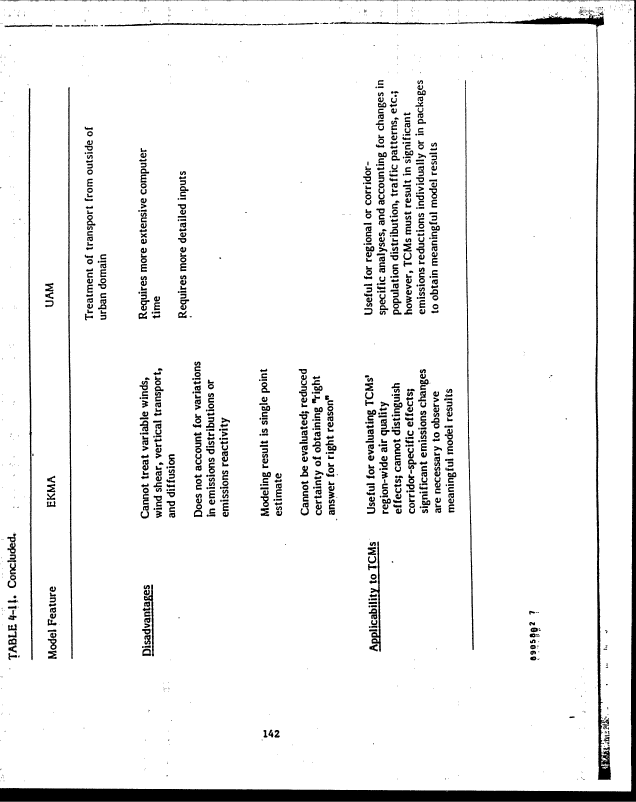 TABLE 4-11. Concluded.
Model Feature
EKMA
UAM
Treatment of transport from outside of
urban domain
Disadvantages
Cannot treat variable winds,
wind shear, vertical transport,
and diffusion
Requires more extensive computer
time
Does not account for variations
in emissions distributions or
emissions reactivity
Requires more detailed inputs
Modeling result is single point
estimate
Cannot be evaluated; reduced
certainty of obtaining "right
answer for right reason"
Applicability to TCMs
Useful for evaluating TCMs'
region-wide air quality
effects; cannot distinguish
corridor-specific effects;
significant emissions changes
are necessary to observe
meaningful model results
Useful for regional or corridor-
specific analyses, and accounting for changes in
population distribution, traffic patterns, etc.;
however, TCMs must result in significant
emissions reductions individually or in packages
to obtain meaningful model results
8905802 7
142